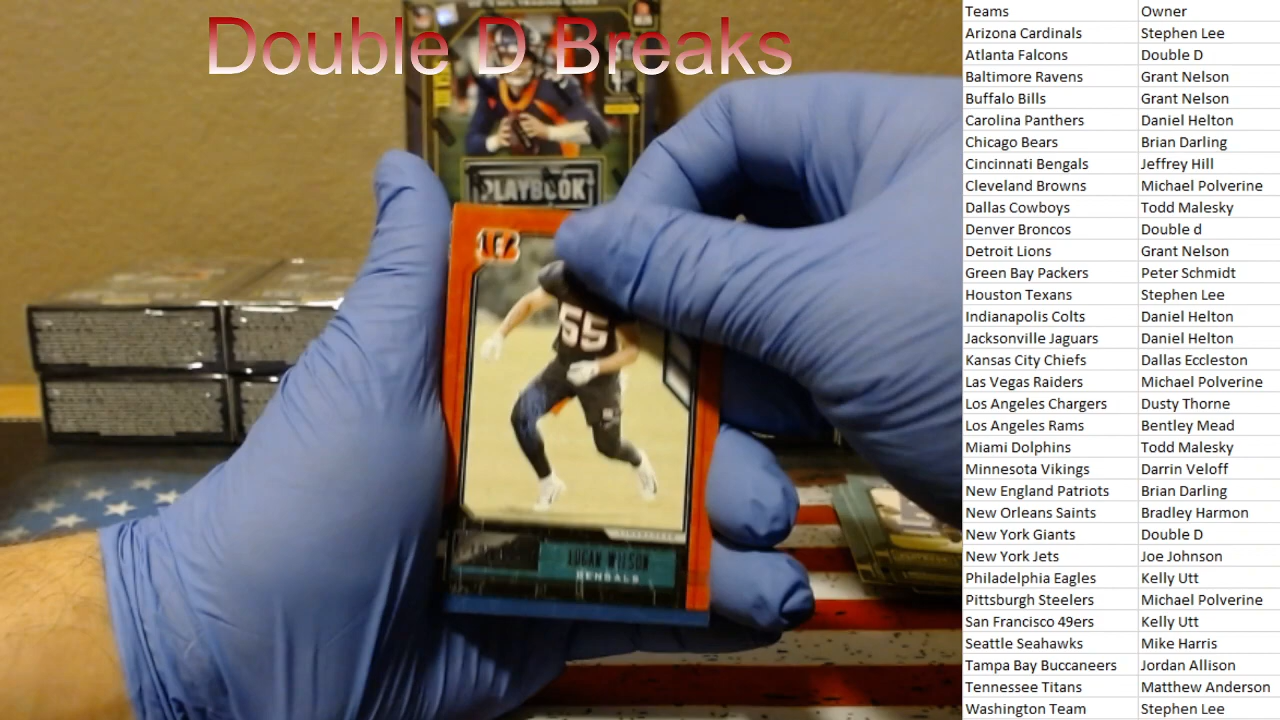 Double D Breaks
PLAYBOOK
55
LOGAN WILSON
BENGALS
Teams Owner
Arizona Cardinals Stephen Lee
Atlanta Falcons Double D
Baltimore Ravens Grant Nelson
Buffalo Bills Grant Nelson
Carolina Panthers Daniel Helton
Chicago Bears Brian Darling
Cincinnati Bengals Jeffrey Hill
Cleveland Browns Michael Polverine
Dallas Cowboys Todd Malesky
Denver Broncos Double d
Detroit Lions Grant Nelson
Green Bay Packers Peter Schmidt
Houston Texans Stephen Lee
Indianapolis Colts Daniel Helton
Jacksonville Jaguars Daniel Helton
Kansas City Chiefs Dallas Eccleston
Las Vegas Raiders Michael Polverine
Los Angeles Chargers Dusty Thorne
Los Angeles Rams Bentley Mead
Miami Dolphins Todd Malesky
Minnesota Vikings Darrin Veloff
New England Patriots Brian Darling
New Orleans Saints Bradley Harmon
New York Giants Double D
New York Jets Joe Johnson
Philadelphia Eagles Kelly Utt
Pittsburgh Steelers Michael Polverine
San Francisco 49ers Kelly Utt
Seattle Seahawks Mike Harris
Tampa Bay Buccaneers Jordan Allison
Tennessee Titans Matthew Anderson
Washington Team Stephen Lee